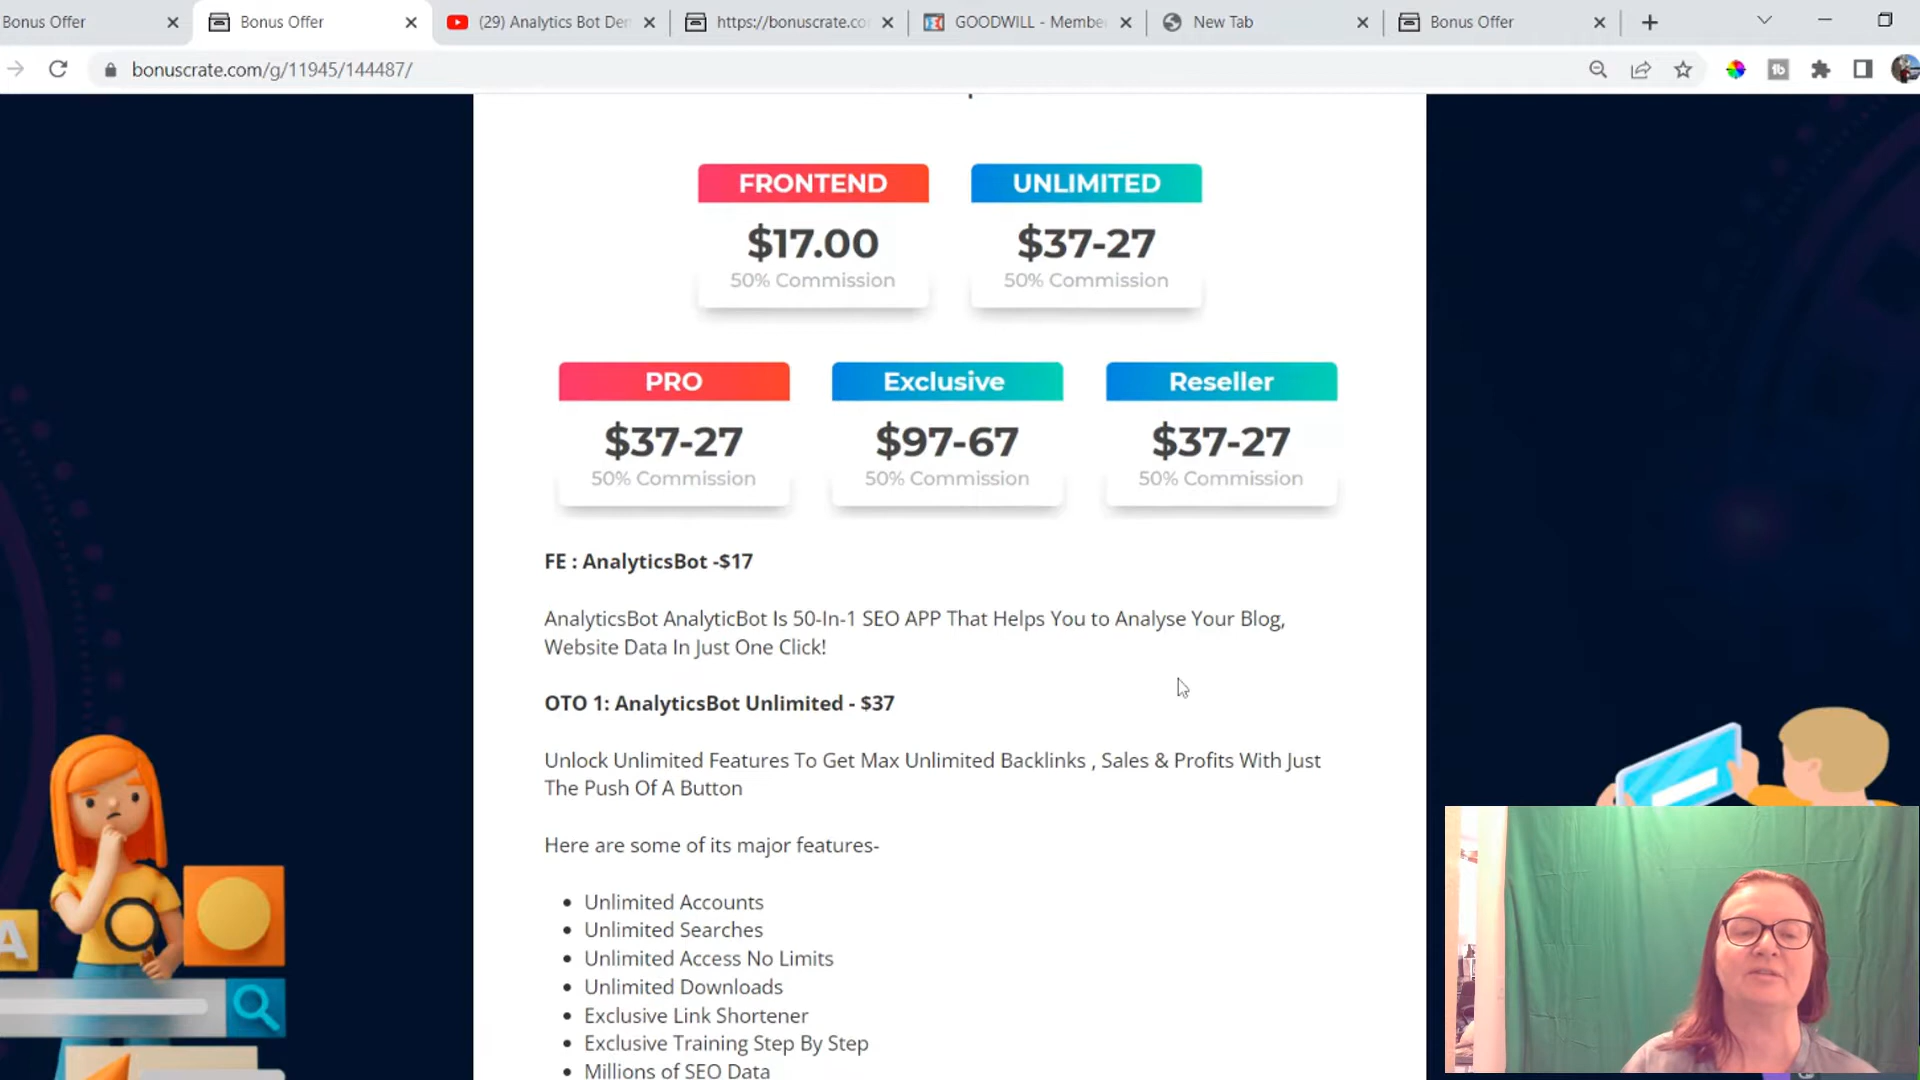 Bonus Offer
Bonus Offer
(29) Analytics Bot Den
https://bonuscrate.co
GOODWILL - Membe
New Tab
Bonus Offer
bonuscrate.com/g/11945/144487/
FRONTEND
UNLIMITED
$17.00
$37-27
50% Commission
50% Commission
PRO
Exclusive
Reseller
$37-27
$97-67
$37-27
50% Commission
50% Commission
50% Commission
FE : AnalyticsBot -$17
AnalyticsBot AnalyticBot Is 50-In-1 SEO APP That Helps You to Analyse Your Blog,
Website Data In Just One Click!
OTO 1: AnalyticsBot Unlimited - $37
Unlock Unlimited Features To Get Max Unlimited Backlinks , Sales & Profits With Just
The Push Of A Button
Here are some of its major features-
Unlimited Accounts
Unlimited Searches
Unlimited Access No Limits
Unlimited Downloads
Exclusive Link Shortener
Exclusive Training Step By Step
Millions of SEO Data
A